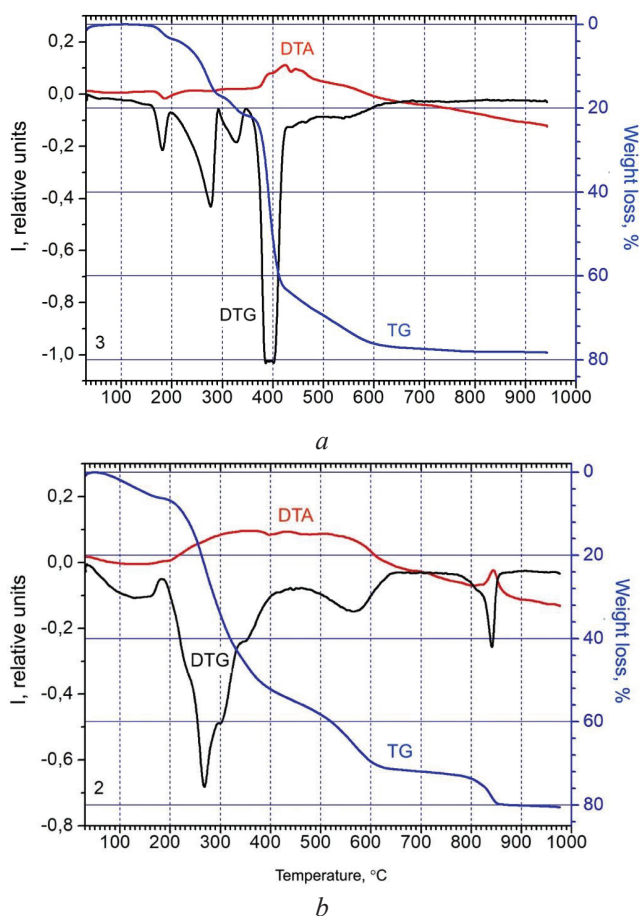 0,2
0,0
-0,2
-0,4
-0,6
-0,8
-1,0
I, relative units
DTA
DTG
TG
3
0
20
40
60
80
Weight loss, %
100 200 300 400 500 600 700 800 900 1000
a
0,2
0,0
-0,2
-0,4
-0,6
-0,8
I, relative units
DTA
DTG
TG
2
0
20
40
60
80
Weight loss, %
100 200 300 400 500 600 700 800 900 1000
Temperature, °C
b